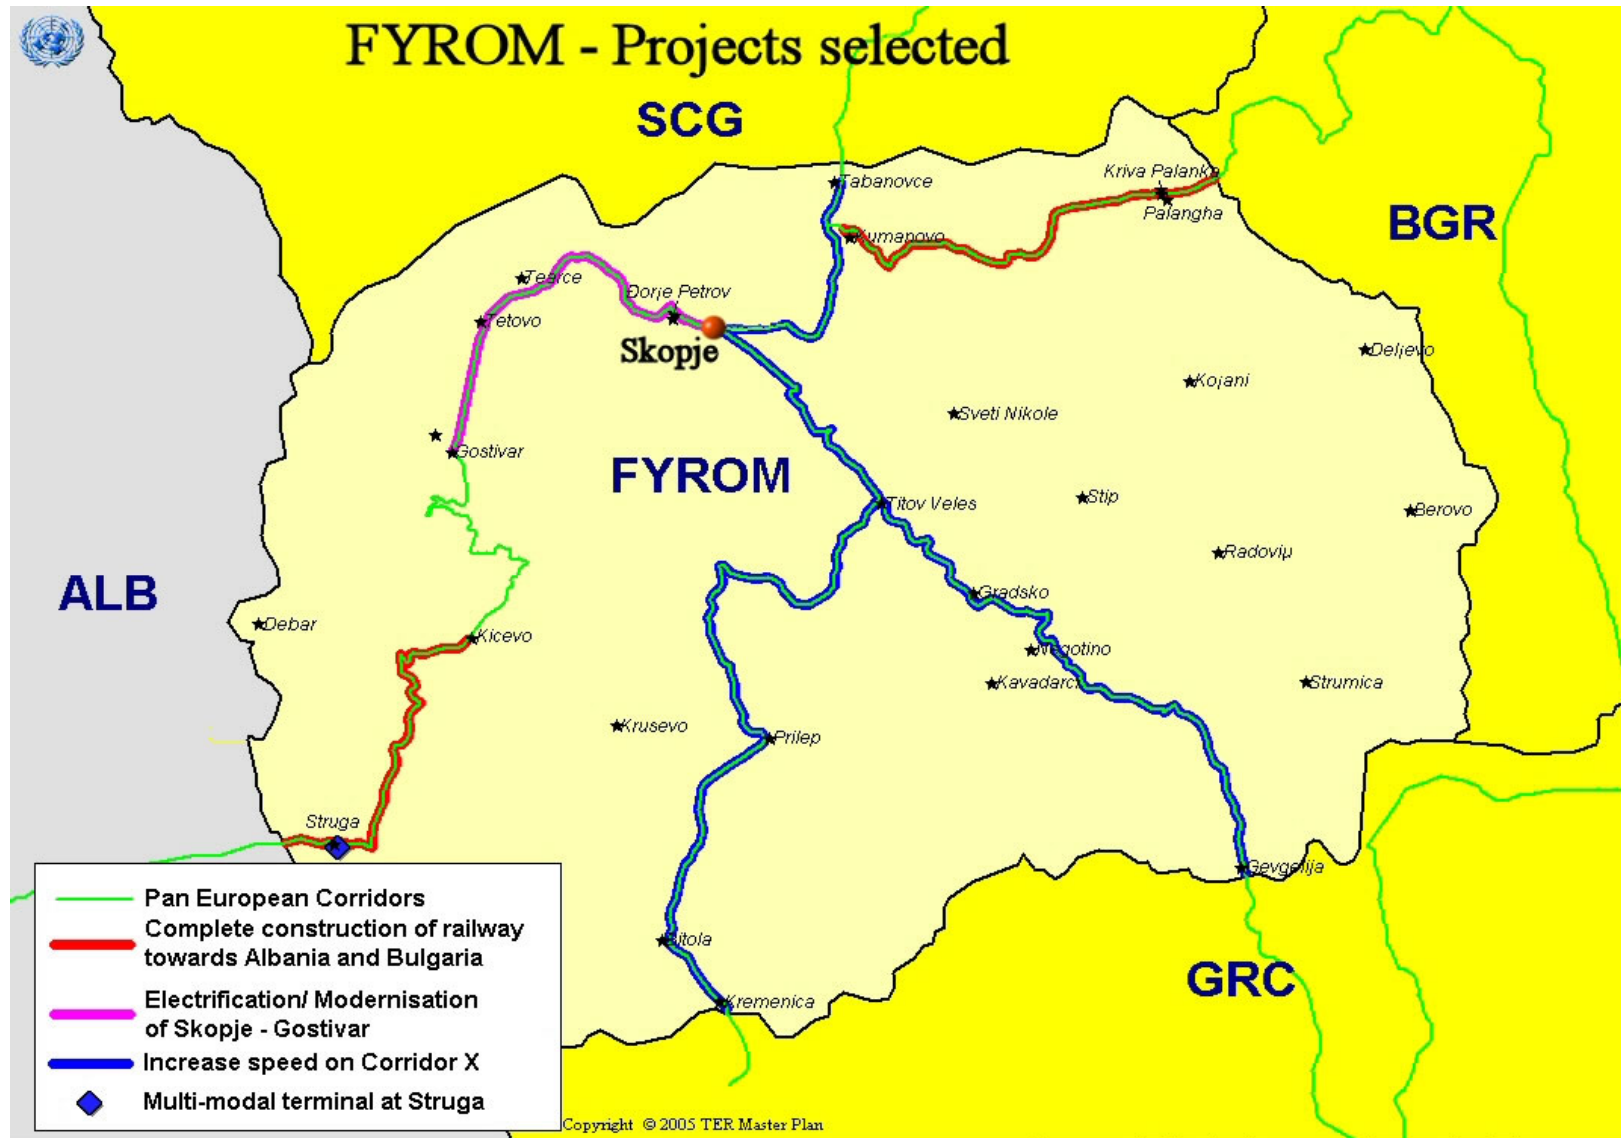 FYROM - Projects selected
SCG
Kriva Palanka
Tabanovce
Palangha
BGR
Kumanovo
Tearce
Đorje Petrov
Tetovo
Skopje
Deljevo
Kojani
Sveti Nikole
Gostivar
FYROM
Stip
Titov Veles
Berovo
Radoviµ
ALB
Gradsko
Debar
Kicevo
Negotino
Kavadarci
Strumica
Krusevo
Prilep
Struga
Gevgelija
Pan European Corridors
Complete construction of railway
towards Albania and Bulgaria
Bitola
GRC
Electrification/ Modernisation
of Skopje - Gostivar
Kremenica
Increase speed on Corridor X
Multi-modal terminal at Struga
Copyright © 2005 TER Master Plan